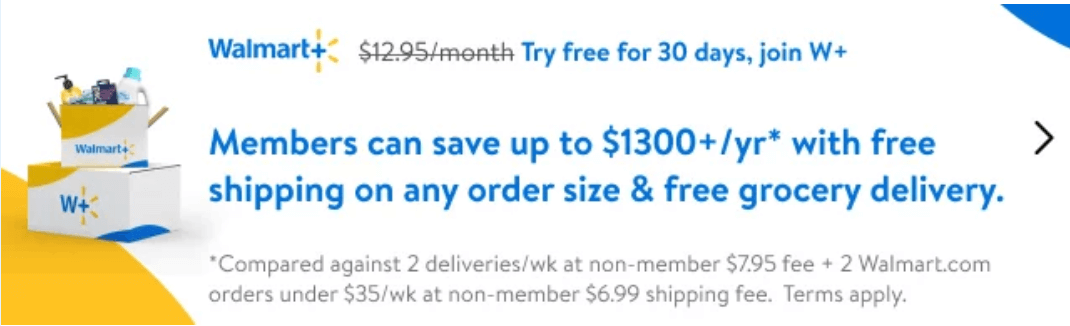 Walmart+ $12.95/month Try free for 30 days, join W+
Members can save up to $1300+/yr* with free
shipping on any order size & free grocery delivery.
*Compared against 2 deliveries/wk at non-member $7.95 fee + 2 Walmart.com
orders under $35/wk at non-member $6.99 shipping fee. Terms apply.
Walmart+
W+